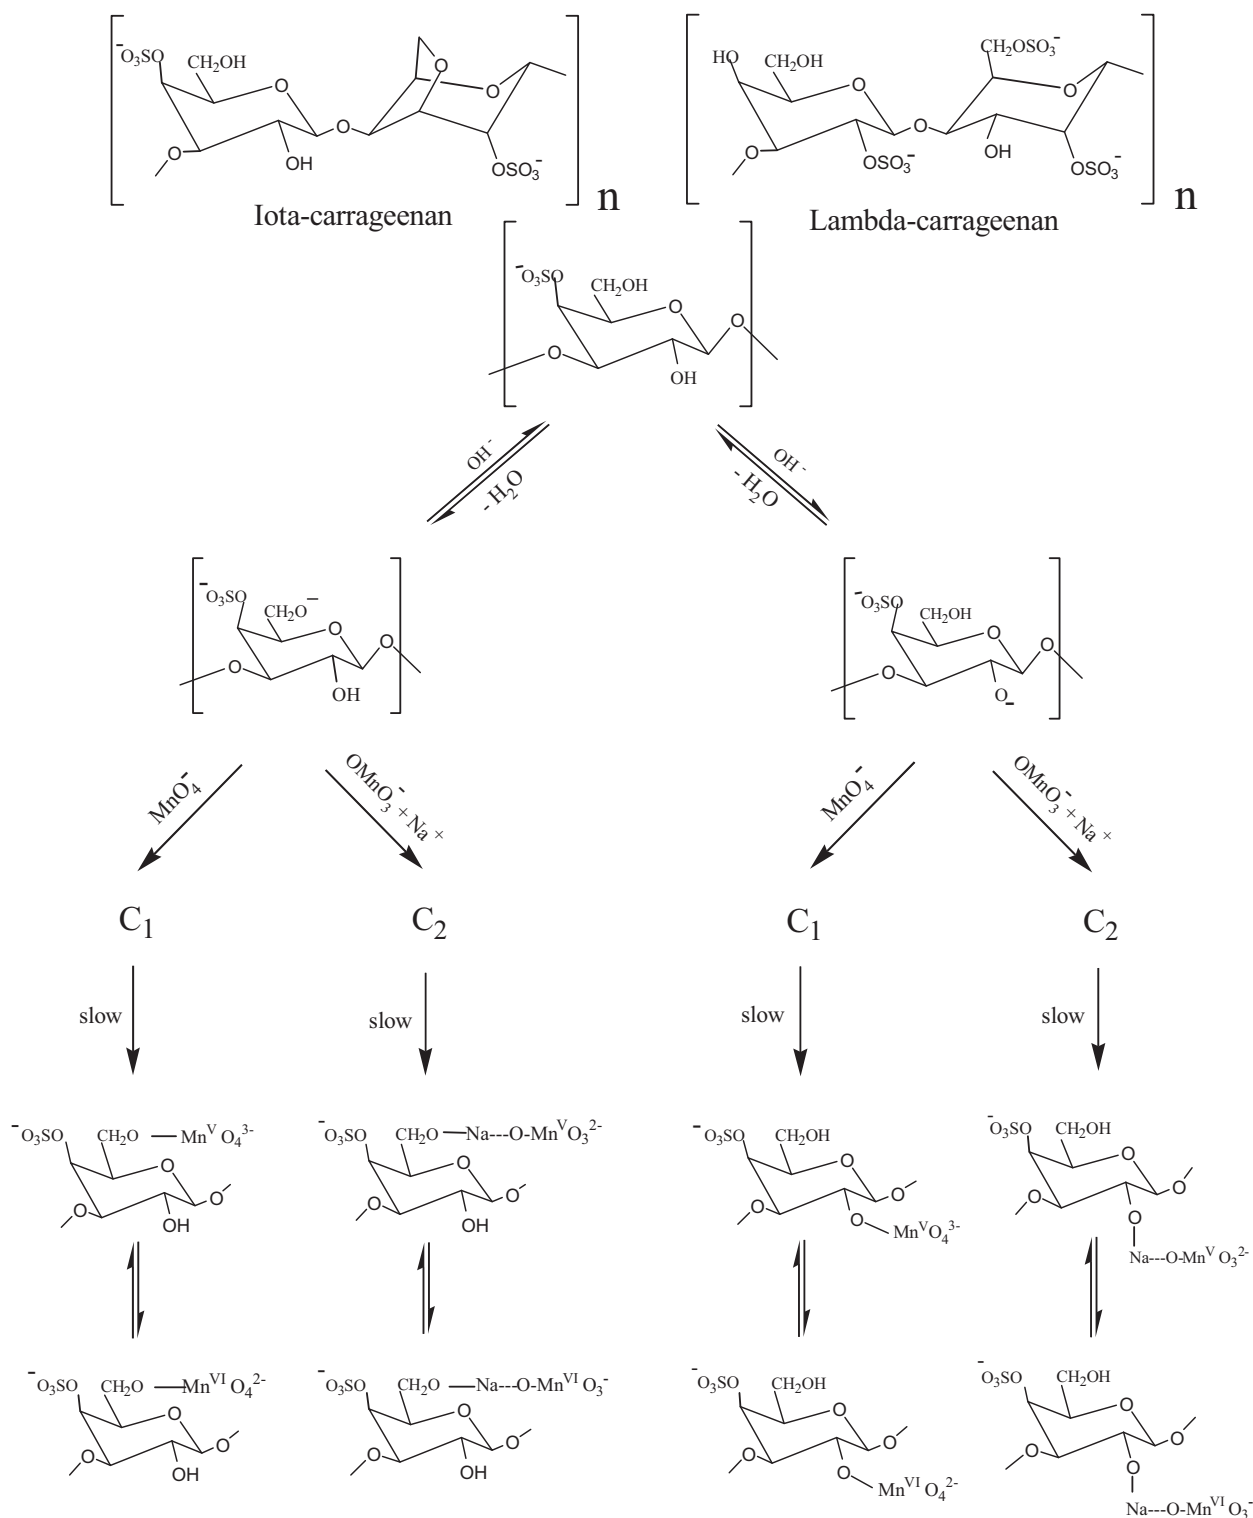 ⁻O₃SO CH₂OH O O OH O O O OSO₃⁻ n
Iota-carrageenan
HO CH₂OH O O OSO₃⁻ O CH₂OSO₃⁻ O OH OSO₃⁻ n
Lambda-carrageenan
⁻O₃SO CH₂OH O O O OH
OH⁻
- H₂O
OH⁻
- H₂O
⁻O₃SO CH₂O⁻ O O O OH
⁻O₃SO CH₂OH O O O O⁻
MnO₄⁻
OMnO₃⁻ + Na⁺
MnO₄⁻
OMnO₃⁻ + Na⁺
C₁ C₂ C₁ C₂
slow slow slow slow
⁻O₃SO CH₂O Mn^V O₄³⁻ O O O OH
⁻O₃SO CH₂O Na---O-Mn^VO₃²⁻ O O O OH
⁻O₃SO CH₂OH O O O O Mn^VO₄³⁻
⁻O₃SO CH₂OH O O O O Na---O-Mn^V O₃²⁻
⁻O₃SO CH₂O Mn^VI O₄²⁻ O O O OH
⁻O₃SO CH₂O Na---O-Mn^VI O₃⁻ O O O OH
⁻O₃SO CH₂OH O O O O Mn^VI O₄²⁻
⁻O₃SO CH₂OH O O O O Na---O-Mn^VI O₃⁻